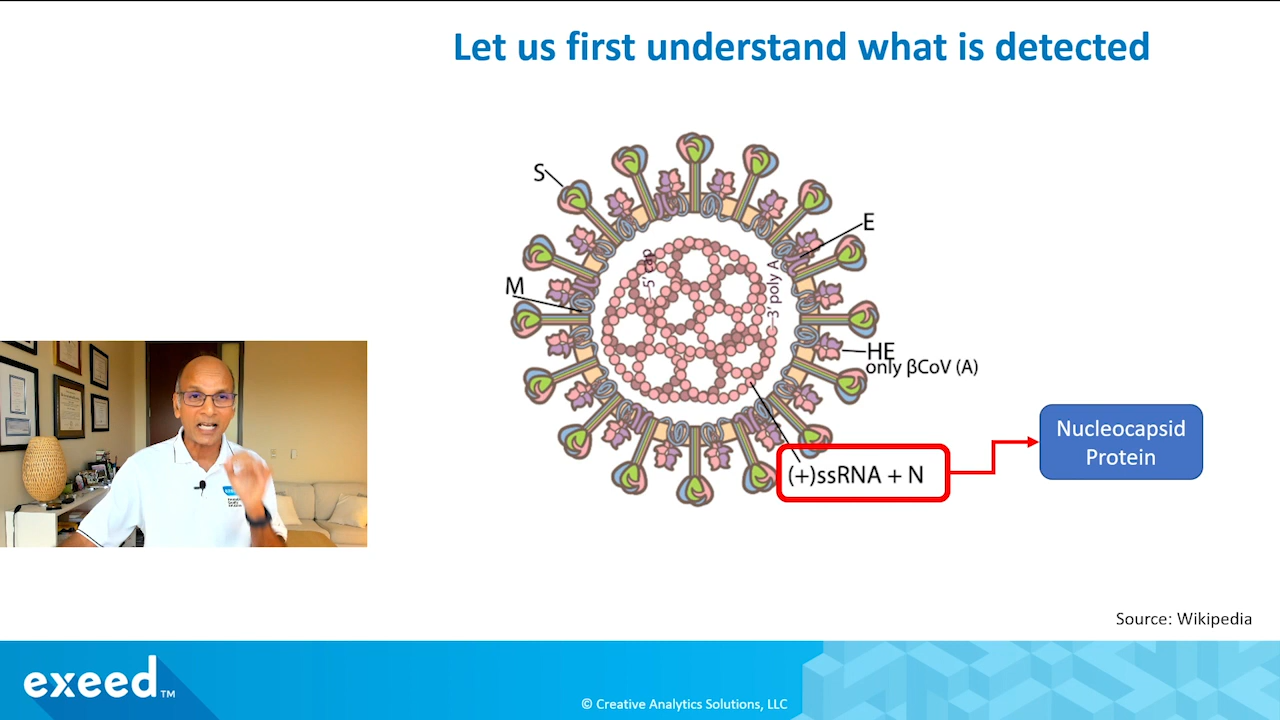 Let us first understand what is detected
S
E
M
5' cap
3' poly A
HE
only βCoV (A)
(+)ssRNA + N
Nucleocapsid
Protein
Source: Wikipedia
exeed™
© Creative Analytics Solutions, LLC